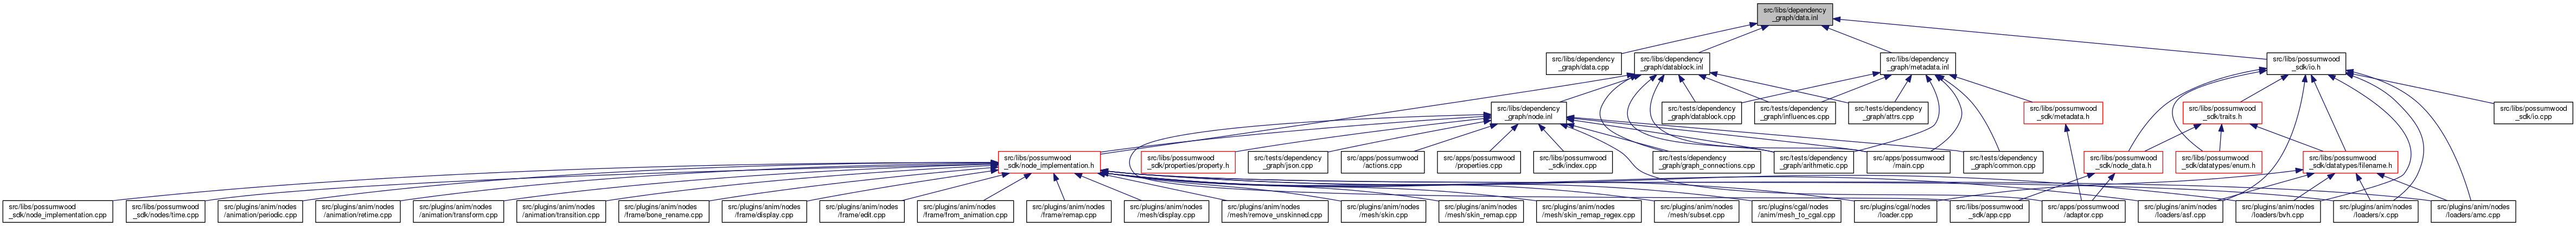 src/libs/dependency
_graph/data.inl
src/libs/dependency
_graph/data.cpp
src/libs/dependency
_graph/datablock.inl
src/libs/dependency
_graph/metadata.inl
src/libs/possumwood
_sdk/io.h
src/libs/dependency
_graph/node.inl
src/tests/dependency
_graph/datablock.cpp
src/tests/dependency
_graph/influences.cpp
src/tests/dependency
_graph/attrs.cpp
src/libs/possumwood
_sdk/metadata.h
src/libs/possumwood
_sdk/traits.h
src/libs/possumwood
_sdk/io.cpp
src/libs/possumwood
_sdk/node_implementation.h
src/libs/possumwood
_sdk/properties/property.h
src/tests/dependency
_graph/json.cpp
src/apps/possumwood
/actions.cpp
src/apps/possumwood
/properties.cpp
src/libs/possumwood
_sdk/index.cpp
src/tests/dependency
_graph/graph_connections.cpp
src/tests/dependency
_graph/arithmetic.cpp
src/apps/possumwood
/main.cpp
src/tests/dependency
_graph/common.cpp
src/libs/possumwood
_sdk/node_data.h
src/libs/possumwood
_sdk/datatypes/enum.h
src/libs/possumwood
_sdk/datatypes/filename.h
src/libs/possumwood
_sdk/node_implementation.cpp
src/libs/possumwood
_sdk/nodes/time.cpp
src/plugins/anim/nodes
/animation/periodic.cpp
src/plugins/anim/nodes
/animation/retime.cpp
src/plugins/anim/nodes
/animation/transform.cpp
src/plugins/anim/nodes
/animation/transition.cpp
src/plugins/anim/nodes
/frame/bone_rename.cpp
src/plugins/anim/nodes
/frame/display.cpp
src/plugins/anim/nodes
/frame/edit.cpp
src/plugins/anim/nodes
/frame/from_animation.cpp
src/plugins/anim/nodes
/frame/remap.cpp
src/plugins/anim/nodes
/mesh/display.cpp
src/plugins/anim/nodes
/mesh/remove_unskinned.cpp
src/plugins/anim/nodes
/mesh/skin.cpp
src/plugins/anim/nodes
/mesh/skin_remap.cpp
src/plugins/anim/nodes
/mesh/skin_remap_regex.cpp
src/plugins/anim/nodes
/mesh/subset.cpp
src/plugins/cgal/nodes
/anim/mesh_to_cgal.cpp
src/plugins/cgal/nodes
/loader.cpp
src/libs/possumwood
_sdk/app.cpp
src/apps/possumwood
/adaptor.cpp
src/plugins/anim/nodes
/loaders/asf.cpp
src/plugins/anim/nodes
/loaders/bvh.cpp
src/plugins/anim/nodes
/loaders/x.cpp
src/plugins/anim/nodes
/loaders/amc.cpp